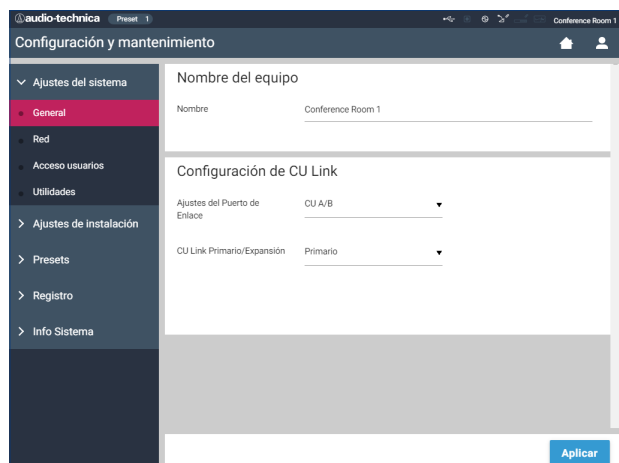 audio-technica Preset 1 Conference Room 1
Configuración y mantenimiento
Ajustes del sistema
General
Red
Acceso usuarios
Utilidades
Ajustes de instalación
Presets
Registro
Info Sistema
Nombre del equipo
Nombre Conference Room 1
Configuración de CU Link
Ajustes del Puerto de CU A/B
Enlace
CU Link Primario/Expansión Primario
Aplicar